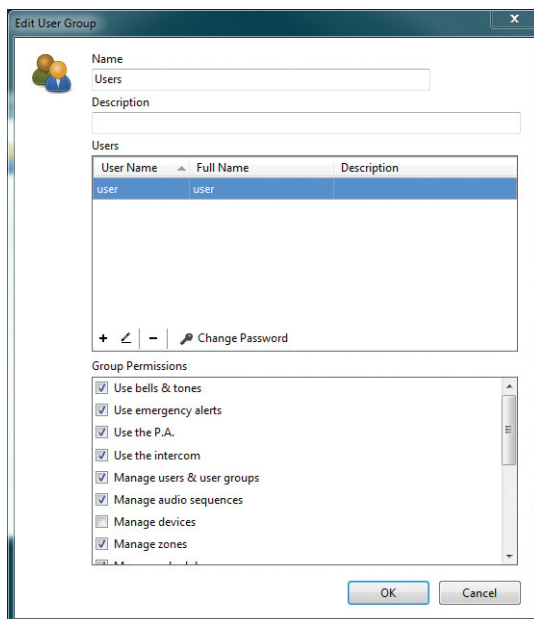 Edit User Group
x
Name
Users
Description
Users
User Name Full Name Description
user user
+ - Change Password
Group Permissions
Use bells & tones
Use emergency alerts
Use the P.A.
Use the intercom
Manage users & user groups
Manage audio sequences
Manage devices
Manage zones
OK Cancel